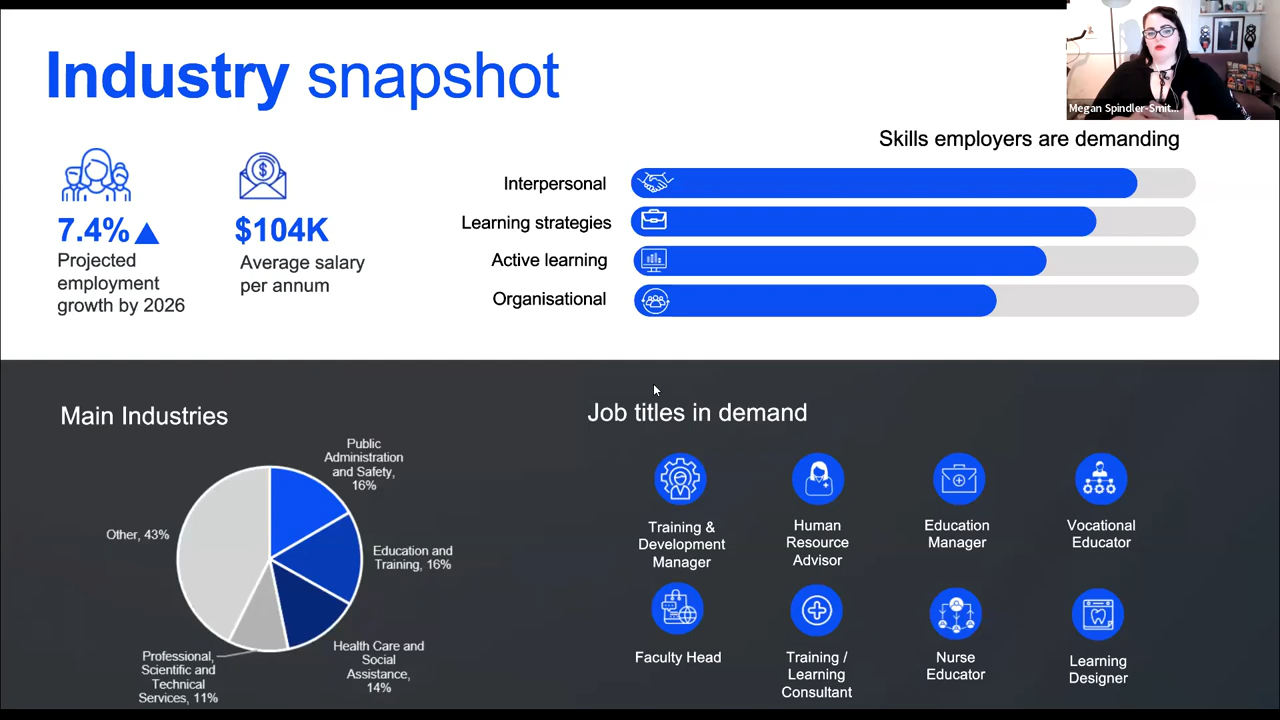 Industry snapshot
Megan Spindler-Smit...
Skills employers are demanding
7.4%
Projected
employment
growth by 2026
$104K
Average salary
per annum
Interpersonal
Learning strategies
Active learning
Organisational
Main Industries
Public
Administration
and Safety,
16%
Education and
Training, 16%
Health Care and
Social
Assistance,
14%
Professional,
Scientific and
Technical
Services, 11%
Other, 43%
Job titles in demand
Training &
Development
Manager
Human
Resource
Advisor
Education
Manager
Vocational
Educator
Faculty Head
Training /
Learning
Consultant
Nurse
Educator
Learning
Designer